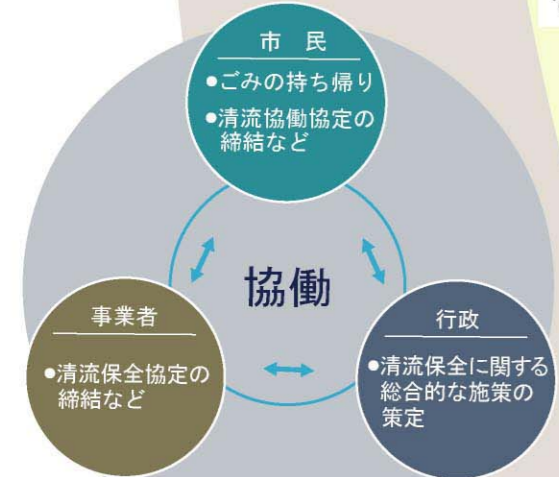 市 民
●ごみの持ち帰り
●清流協働協定の
締結など
協働
事業者
●清流保全協定の
締結など
行政
●清流保全に関する
総合的な施策の
策定